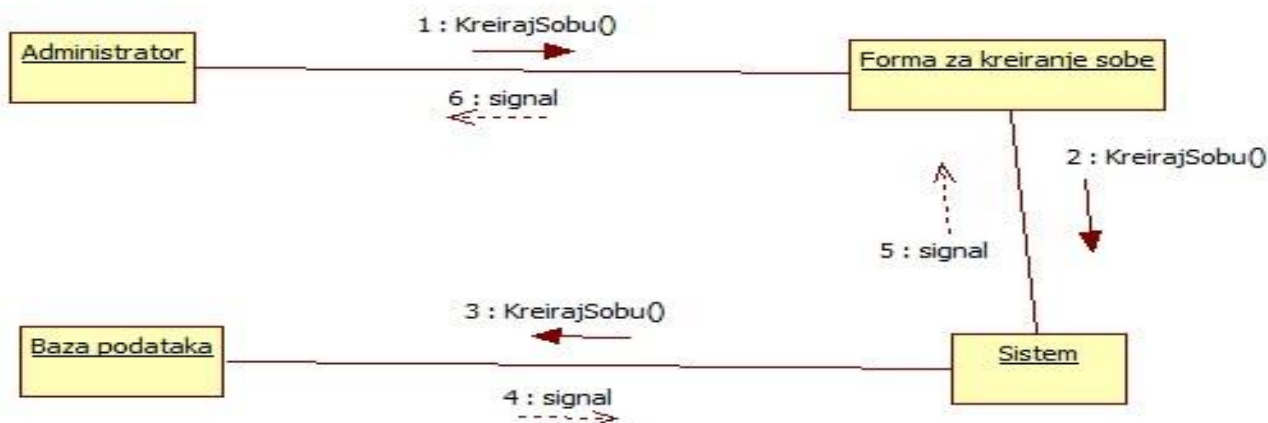 1 : KreirajSobu()
Administrator
Forma za kreiranje sobe
6 : signal
2 : KreirajSobu()
5 : signal
3 : KreirajSobu()
Baza podataka
Sistem
4 : signal